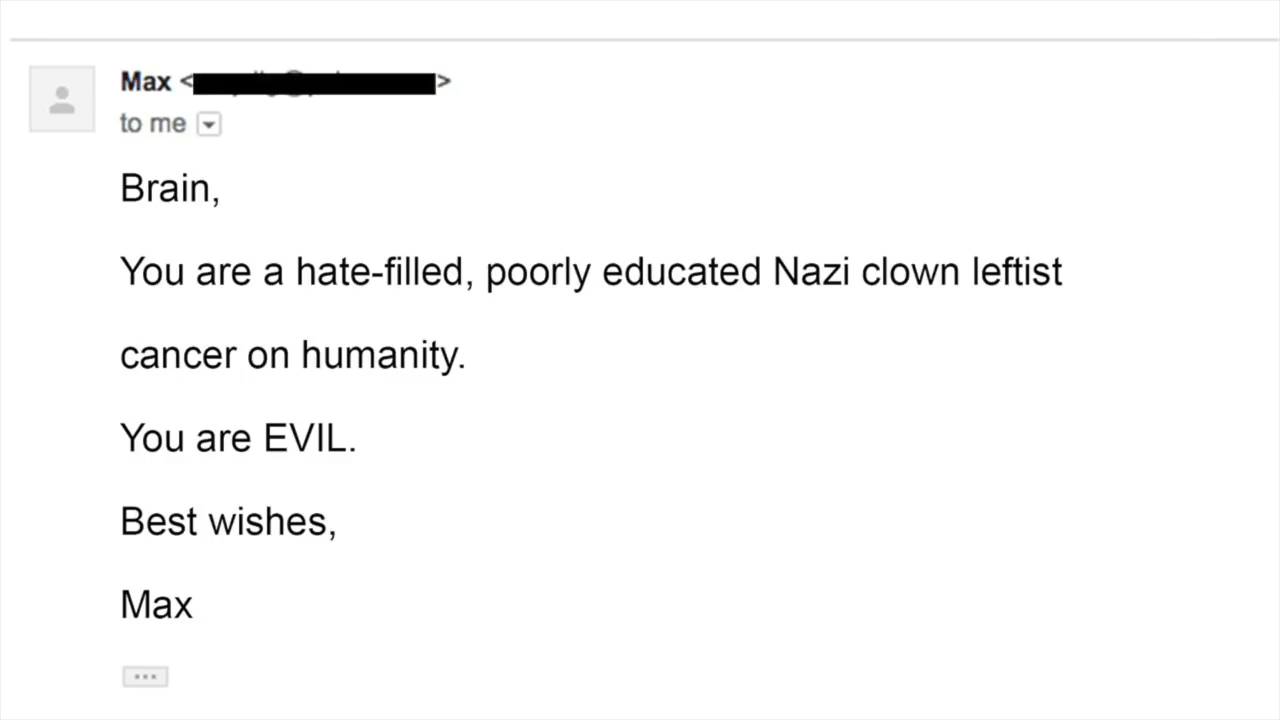 Max < >
to me
Brain,
You are a hate-filled, poorly educated Nazi clown leftist
cancer on humanity.
You are EVIL.
Best wishes,
Max